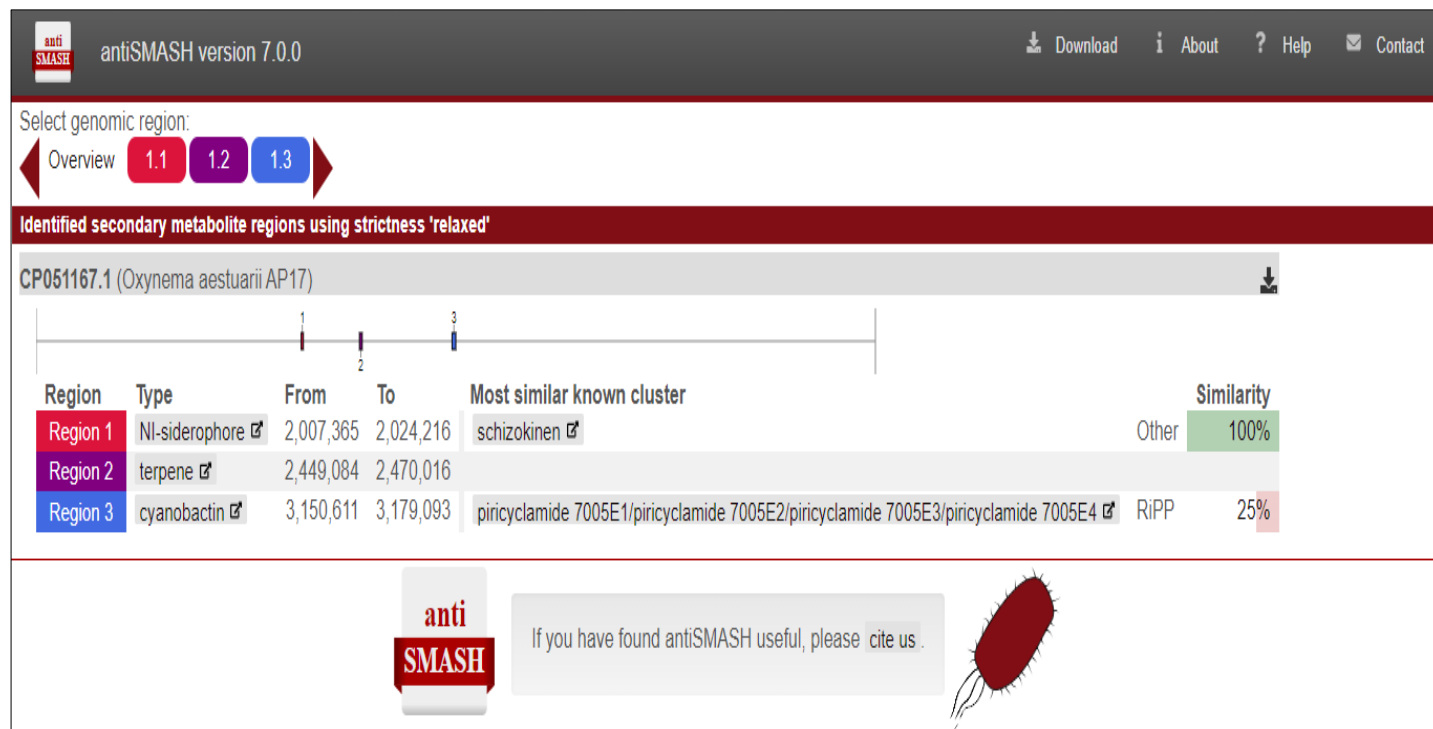 anti
SMASH
antiSMASH version 7.0.0
Download
About
? Help
Contact
Select genomic region:
Overview 1.1 1.2 1.3
Identified secondary metabolite regions using strictness 'relaxed'
CP051167.1 (Oxynema aestuarii AP17)
1
3
2
Region Type From To Most similar known cluster Similarity
Region 1 NI-siderophore 2,007,365 2,024,216 schizokinen Other 100%
Region 2 terpene 2,449,084 2,470,016
Region 3 cyanobactin 3,150,611 3,179,093 piricyclamide 7005E1/piricyclamide 7005E2/piricyclamide 7005E3/piricyclamide 7005E4 RiPP 25%
anti
SMASH
If you have found antiSMASH useful, please cite us .